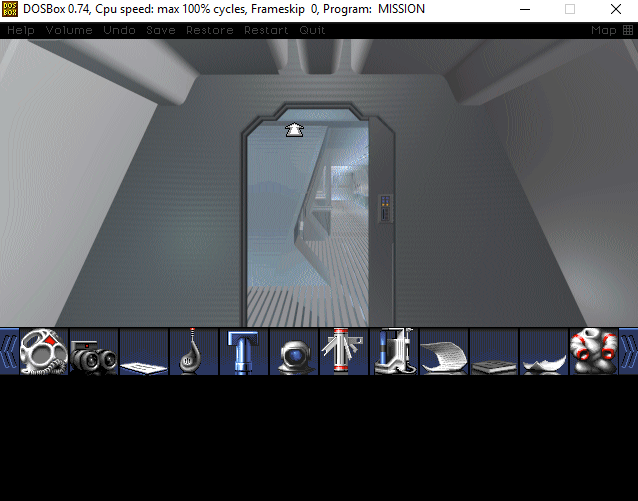 DOSBox 0.74, Cpu speed: max 100% cycles, Frameskip 0, Program: MISSION
Help Volume Undo Save Restore Restart Quit Map